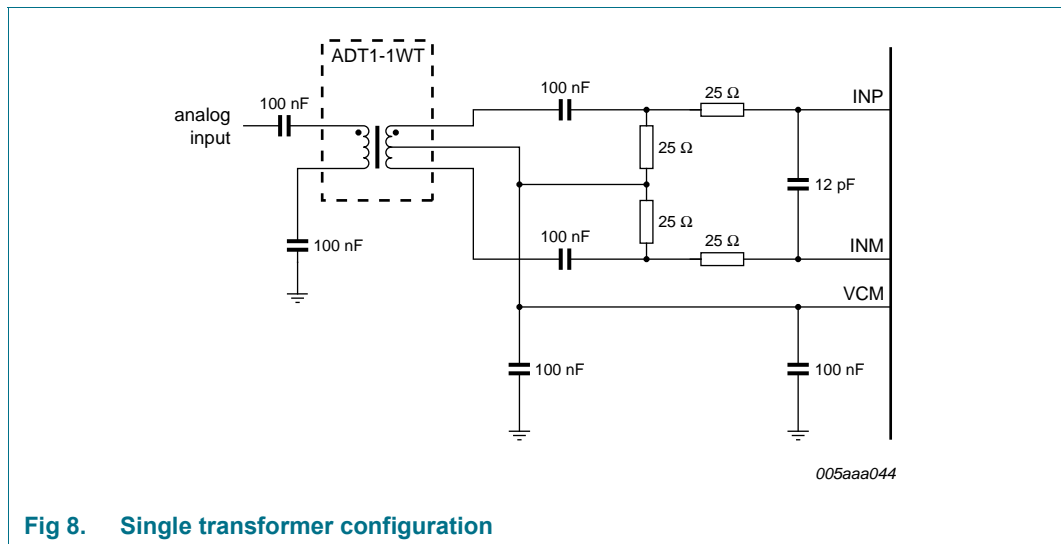 ADT1-1WT
100 nF
analog
input
100 nF
100 nF
25 Ω
INP
25 Ω
12 pF
25 Ω
100 nF
25 Ω
INM
VCM
100 nF
100 nF
100 nF
005aaa044
Fig 8. Single transformer configuration